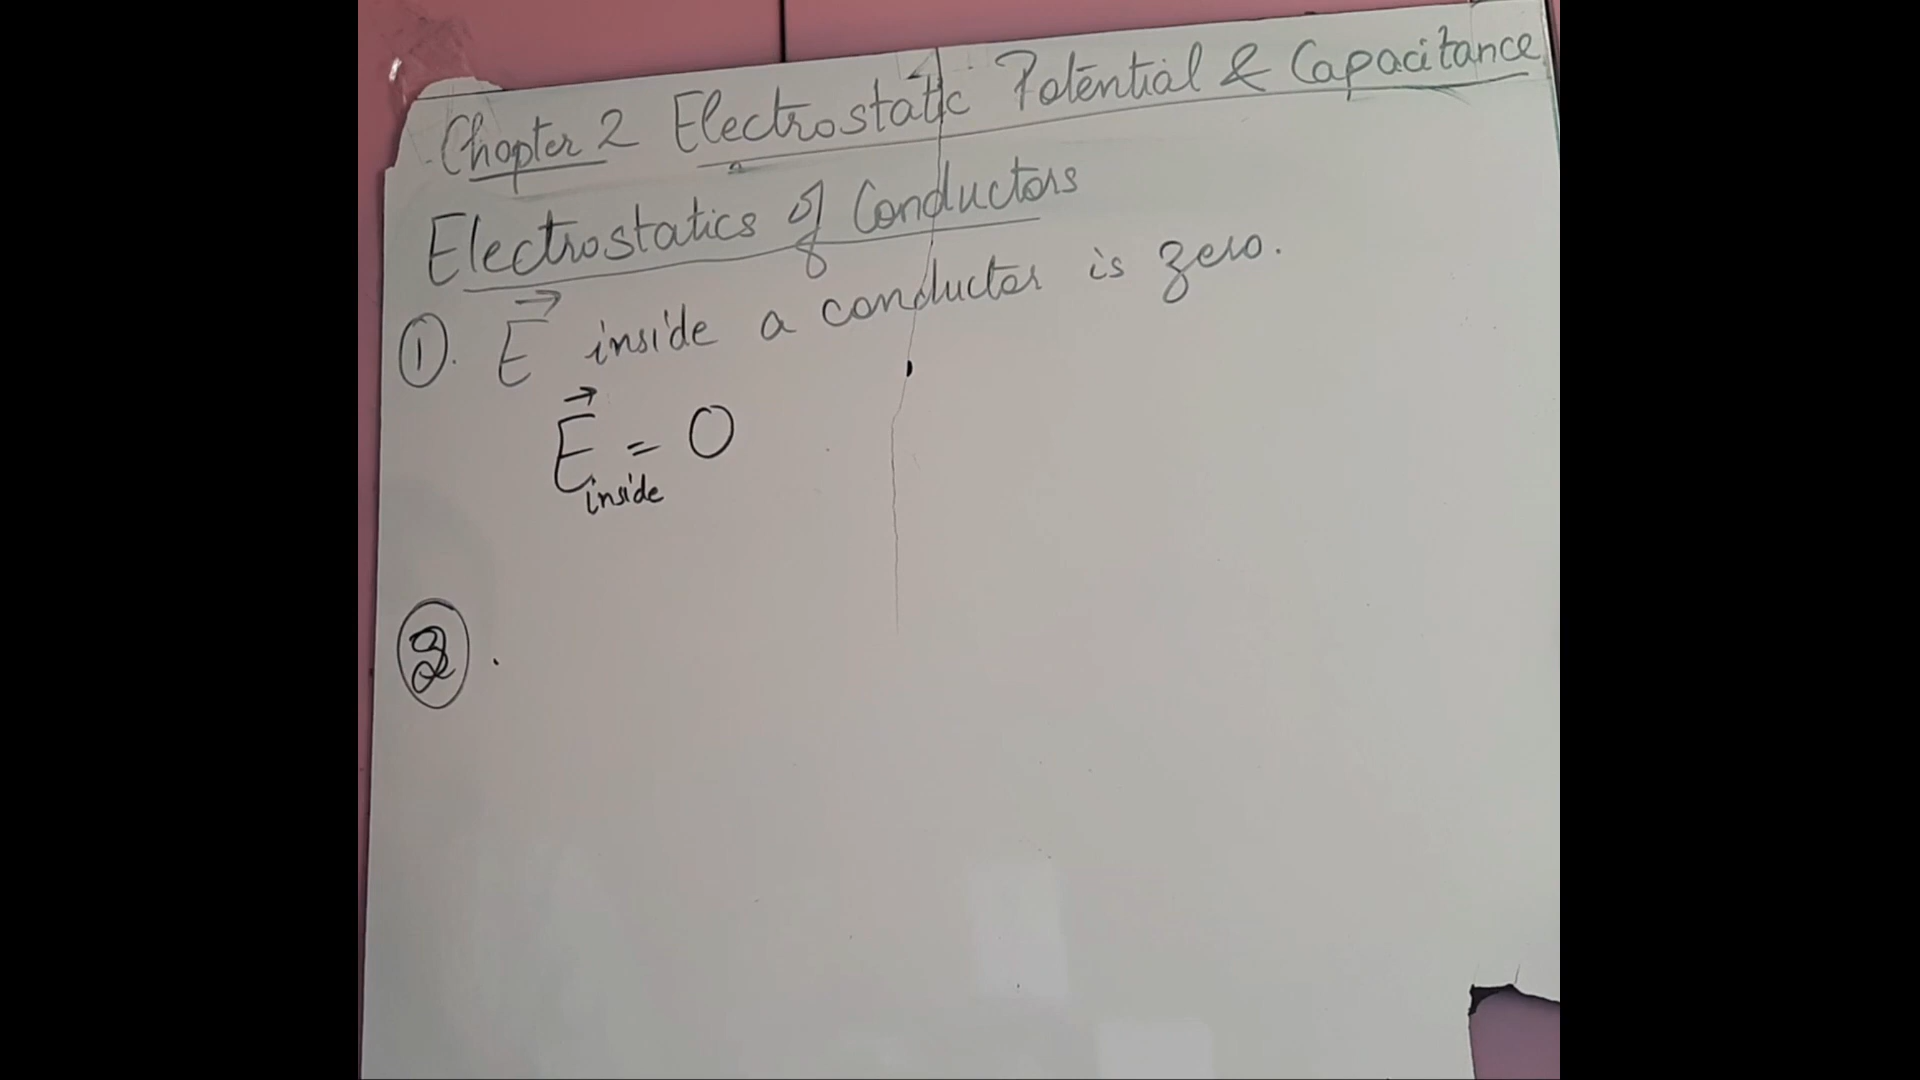 Chapter 2 Electrostatic Potential & Capacitance
Electrostatics of Conductors
①. E⃗ inside a conductor is zero.
E⃗ inside = 0
②.